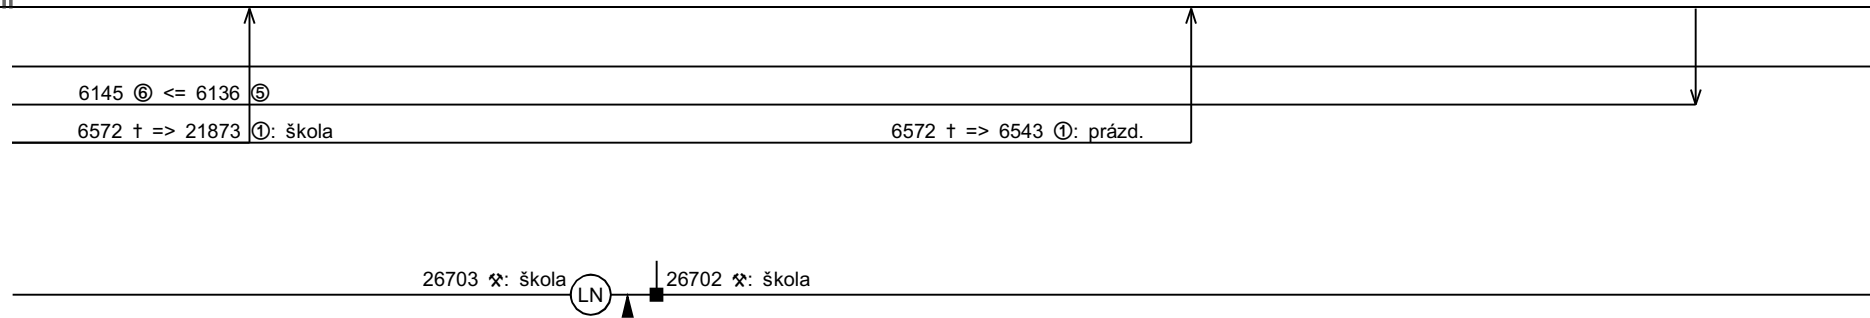 6145 ⑥ <= 6136 ⑤
6572 † => 21873 ①: škola 6572 † => 6543 ①: prázd.
26703 ⚒: škola LN 26702 ⚒: škola